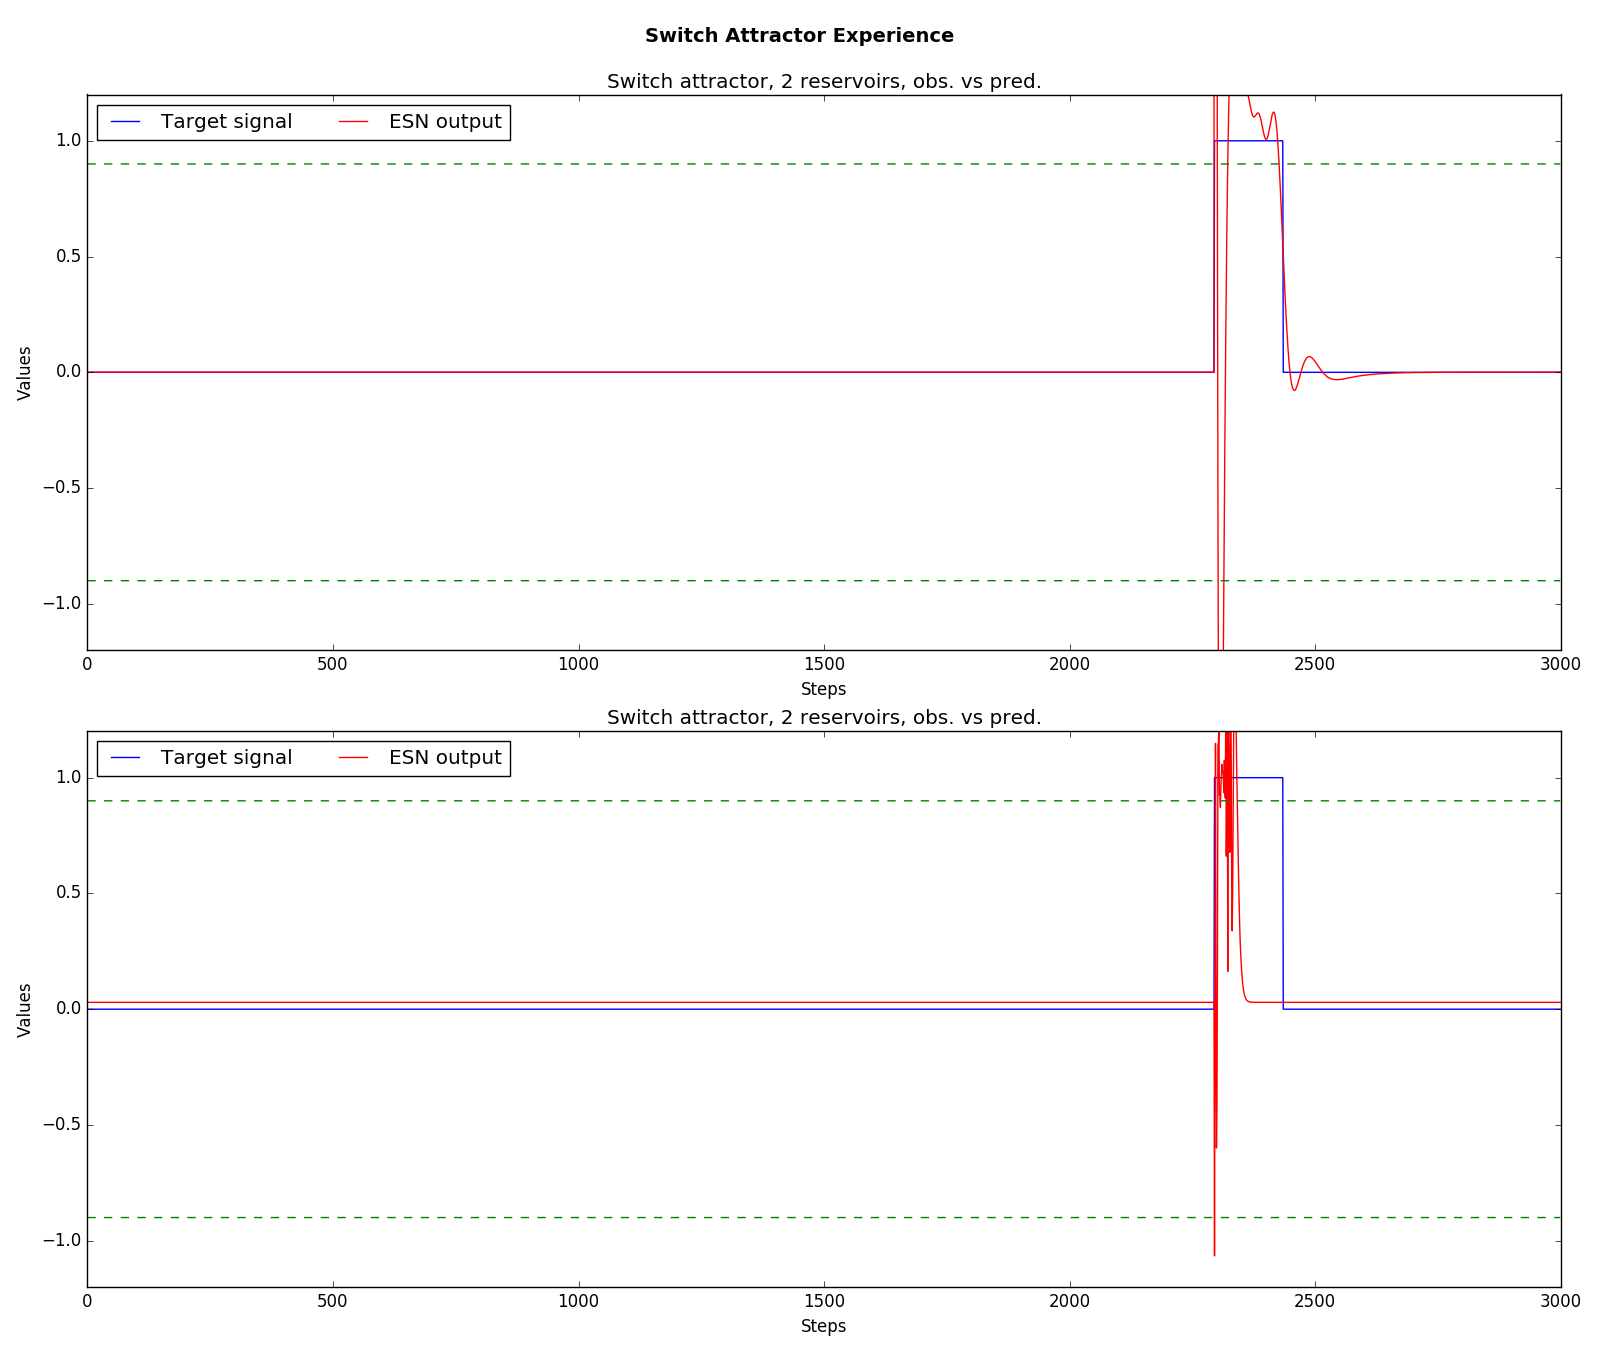 Switch Attractor Experience
Switch attractor, 2 reservoirs, obs. vs pred.
Target signal ESN output
1.0
0.5
0.0
−0.5
−1.0
Values
0 500 1000 1500 2000 2500 3000
Steps
Switch attractor, 2 reservoirs, obs. vs pred.
Target signal ESN output
1.0
0.5
0.0
−0.5
−1.0
Values
0 500 1000 1500 2000 2500 3000
Steps